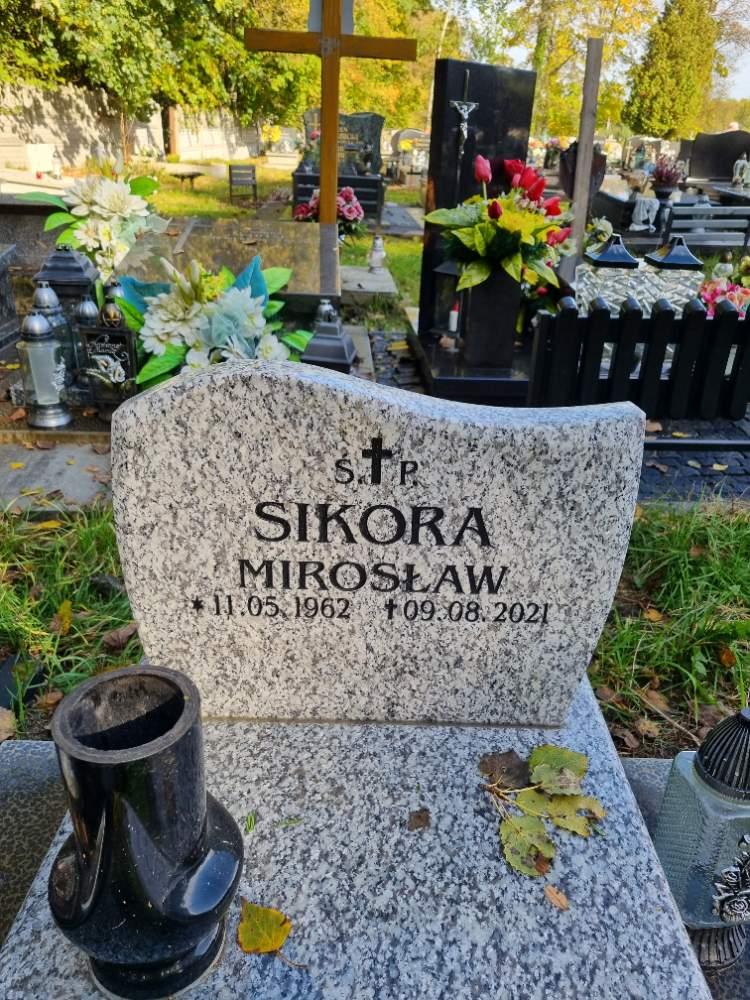 Ś. ✝ P.
SIKORA
MIROSŁAW
* 11.05.1962 †09.08.2021